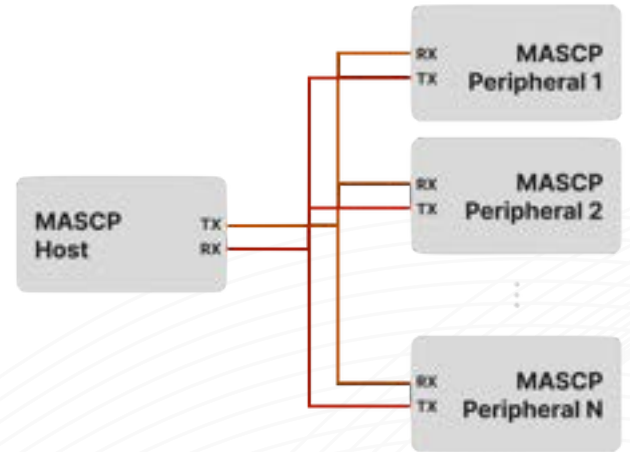 RX
MASCP
TX
Peripheral 1
RX
MASCP
TX
Peripheral 2
MASCP
TX
Host
RX
RX
MASCP
TX
Peripheral N